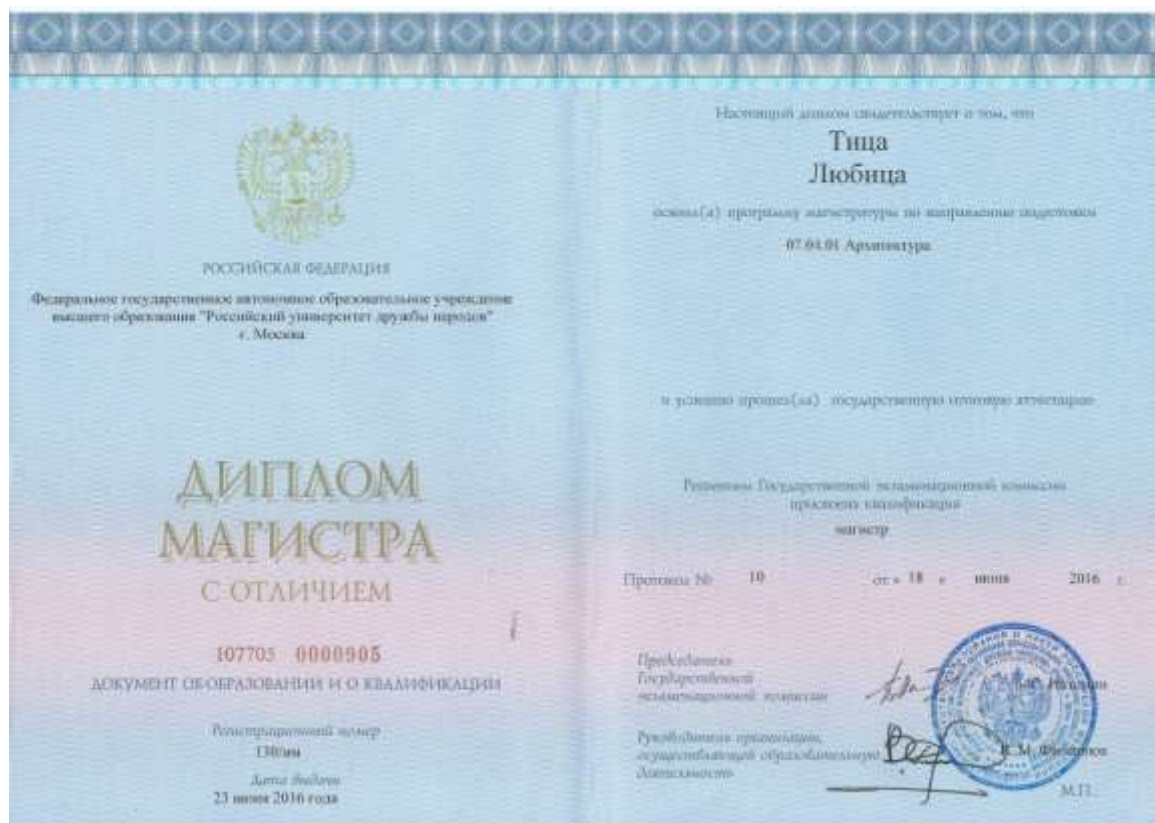 РОССИЙСКАЯ ФЕДЕРАЦИЯ
Федеральное государственное автономное образовательное учреждение
высшего образования "Российский университет дружбы народов"
г. Москва
ДИПЛОМ
МАГИСТРА
С ОТЛИЧИЕМ
107705 0000905
ДОКУМЕНТ ОБ ОБРАЗОВАНИИ И О КВАЛИФИКАЦИИ
Регистрационный номер
Дата выдачи
23 июня 2016 года
Настоящий диплом свидетельствует о том, что
Тица
Любица
освоил(а) программу магистратуры по направлению подготовки
07.04.01 Архитектура
и успешно прошел(ла) государственную итоговую аттестацию
Решением Государственной экзаменационной комиссии
присвоена квалификация
магистр
Протокол № 10 от « 18 » июня 2016 г.
Председатель
Государственной
экзаменационной комиссии
Руководитель организации,
осуществляющей образовательную
деятельность
В. М. Филиппов
М.П.